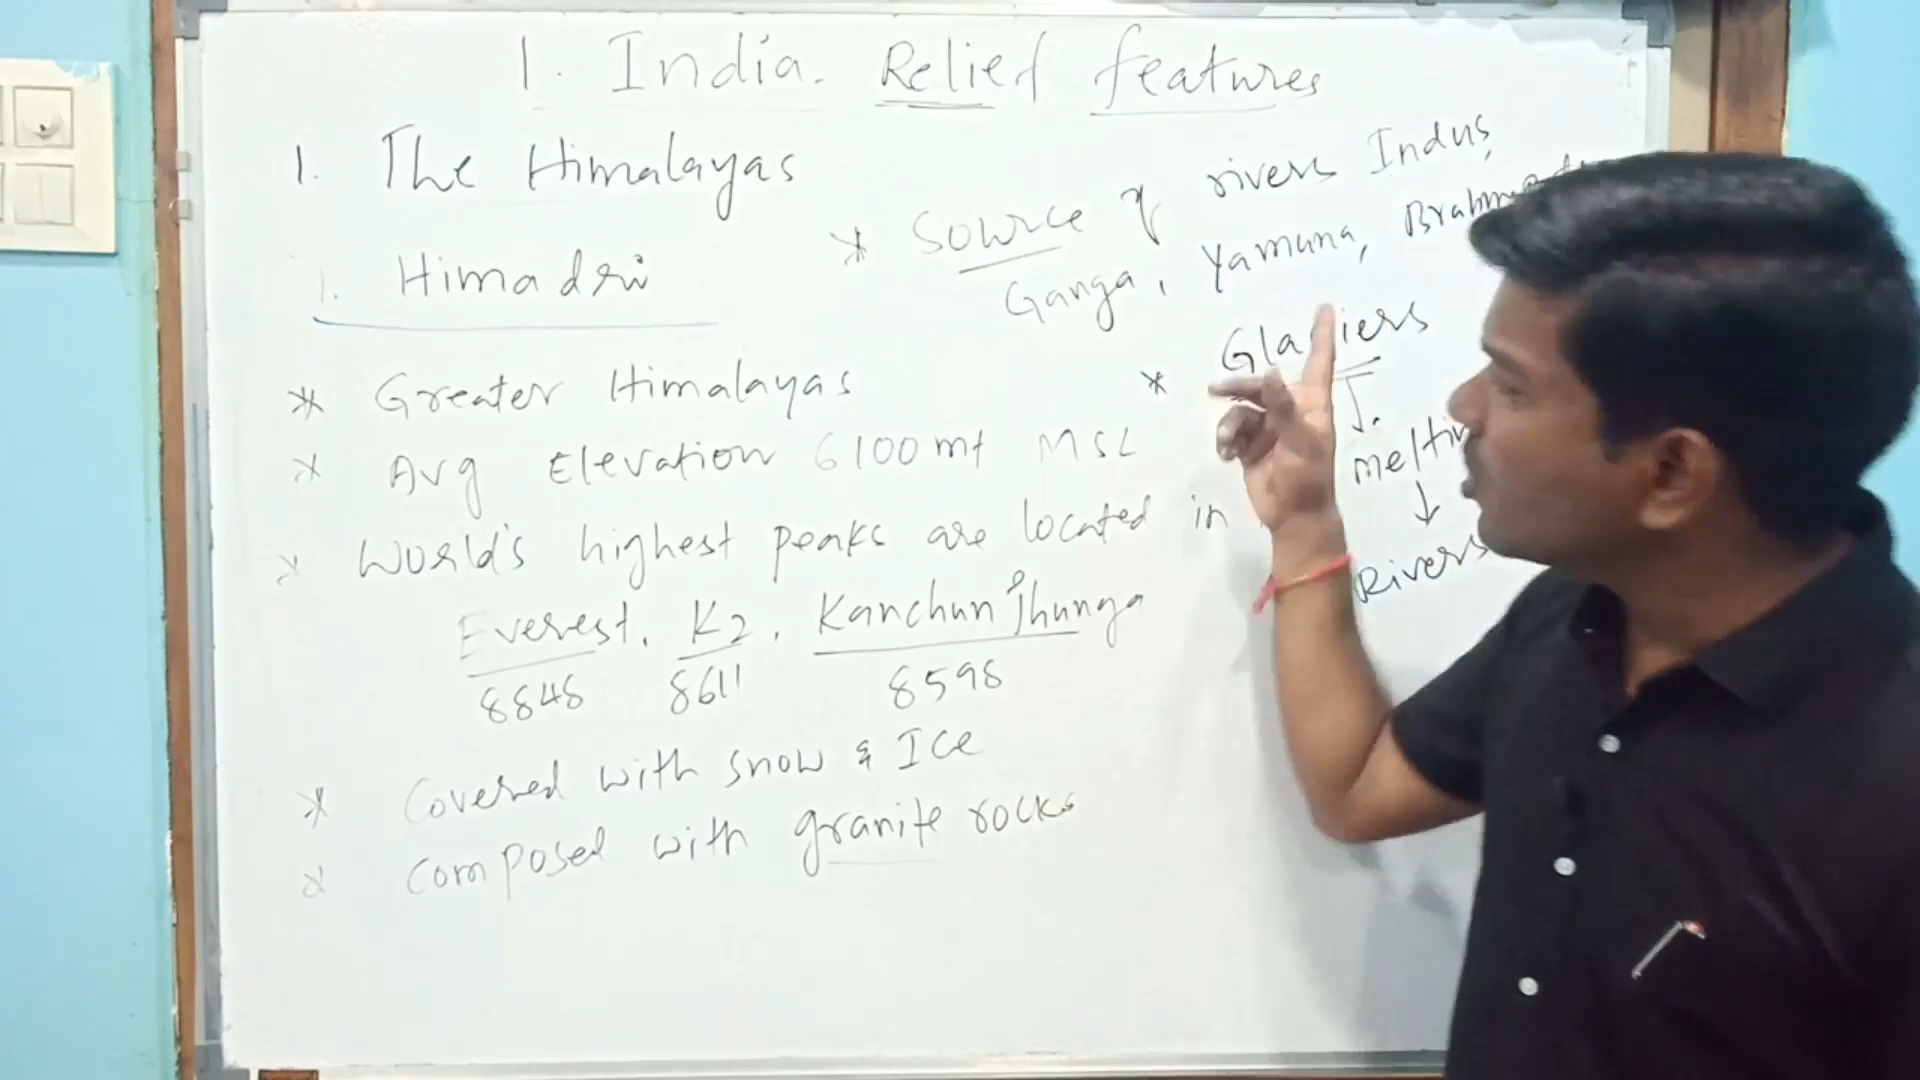 1. India. Relief features
1. The Himalayas
1. Himadri
* Greater Himalayas
* Avg Elevation 6100 mt MSL
* World's highest peaks are located in
Everest, K2, Kanchunjhunga
8848 8611 8598
* Covered with snow & Ice
* Composed with granite rocks
* Source of rivers Indus,
Ganga, Yamuna,
* Glaciers
Rivers